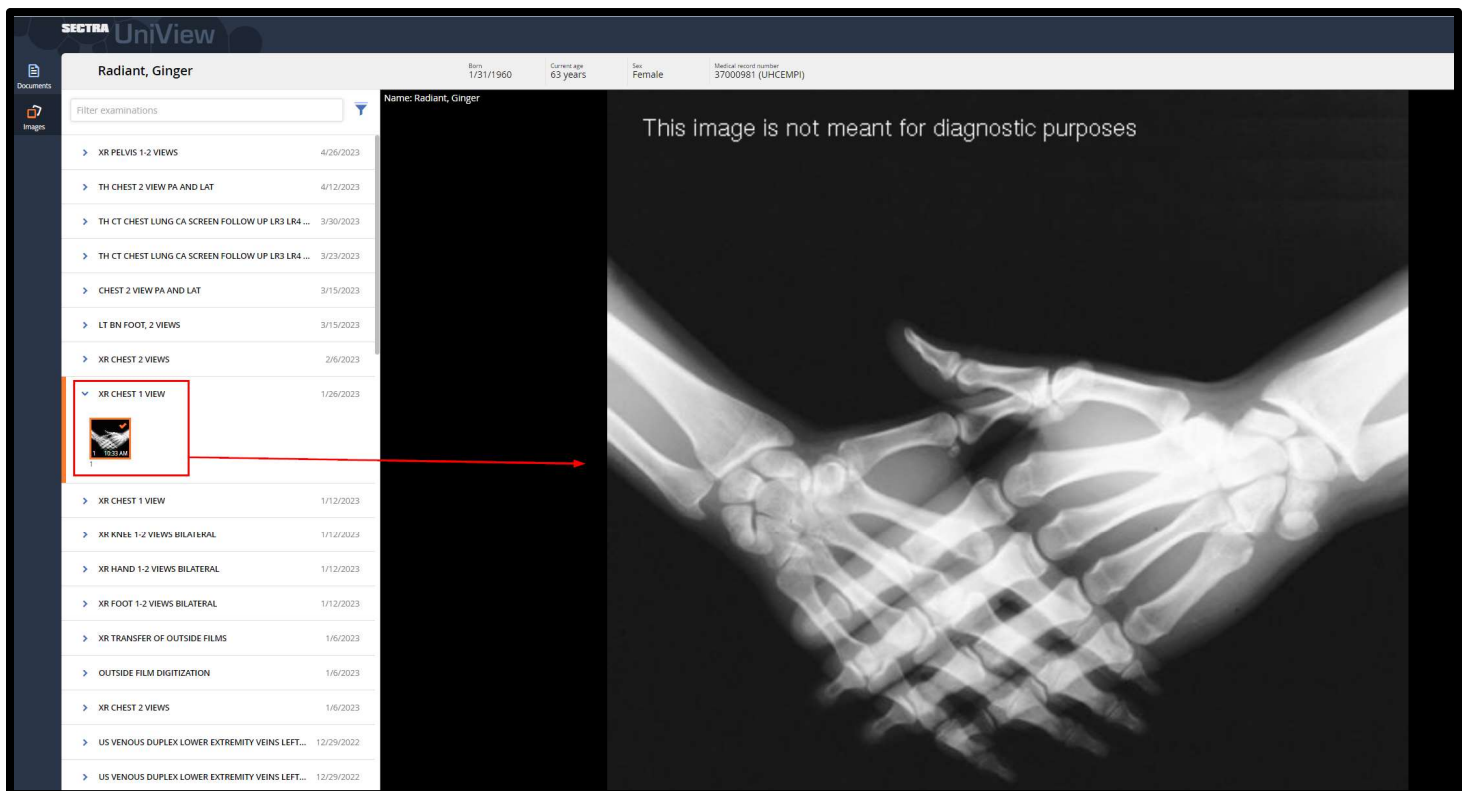 SECTRA UniView
Documents
Images
Radiant, Ginger
Born
1/31/1960
Current age
63 years
Sex
Female
Medical record number
37000981 (UHCEMPI)
Filter examinations
XR PELVIS 1-2 VIEWS 4/26/2023
TH CHEST 2 VIEW PA AND LAT 4/12/2023
TH CT CHEST LUNG CA SCREEN FOLLOW UP LR3 LR4 ... 3/30/2023
TH CT CHEST LUNG CA SCREEN FOLLOW UP LR3 LR4 ... 3/23/2023
CHEST 2 VIEW PA AND LAT 3/15/2023
LT BN FOOT, 2 VIEWS 3/15/2023
XR CHEST 2 VIEWS 2/6/2023
XR CHEST 1 VIEW 1/26/2023
1 10:33 AM
1
XR CHEST 1 VIEW 1/12/2023
XR KNEE 1-2 VIEWS BILATERAL 1/12/2023
XR HAND 1-2 VIEWS BILATERAL 1/12/2023
XR FOOT 1-2 VIEWS BILATERAL 1/12/2023
XR TRANSFER OF OUTSIDE FILMS 1/6/2023
OUTSIDE FILM DIGITIZATION 1/6/2023
XR CHEST 2 VIEWS 1/6/2023
US VENOUS DUPLEX LOWER EXTREMITY VEINS LEFT... 12/29/2022
US VENOUS DUPLEX LOWER EXTREMITY VEINS LEFT... 12/29/2022
Name: Radiant, Ginger
This image is not meant for diagnostic purposes